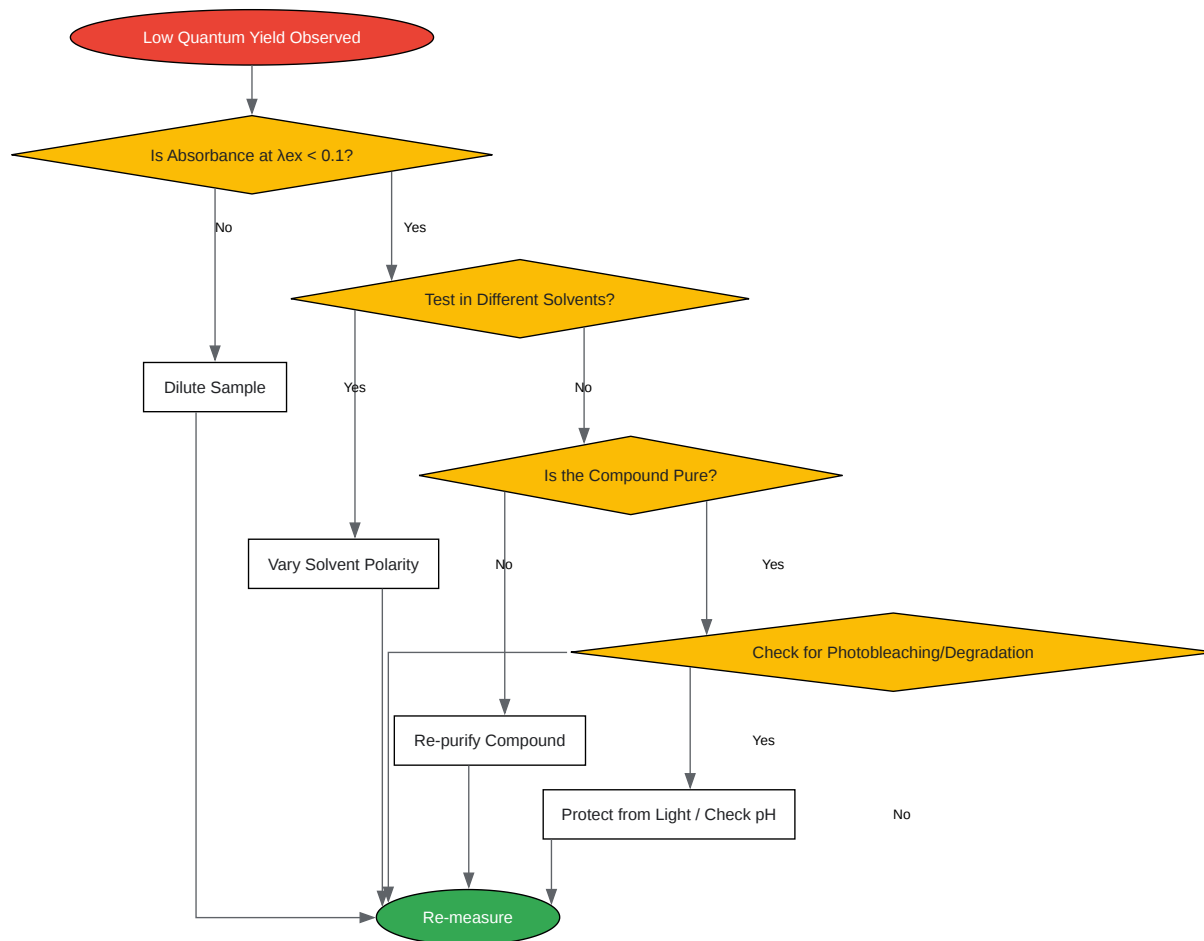 Low Quantum Yield Observed
Is Absorbance at λex < 0.1?
No
Yes
Test in Different Solvents?
Dilute Sample
Yes
No
Is the Compound Pure?
Vary Solvent Polarity
No
Yes
Check for Photobleaching/Degradation
Re-purify Compound
Yes
Protect from Light / Check pH
No
Re-measure